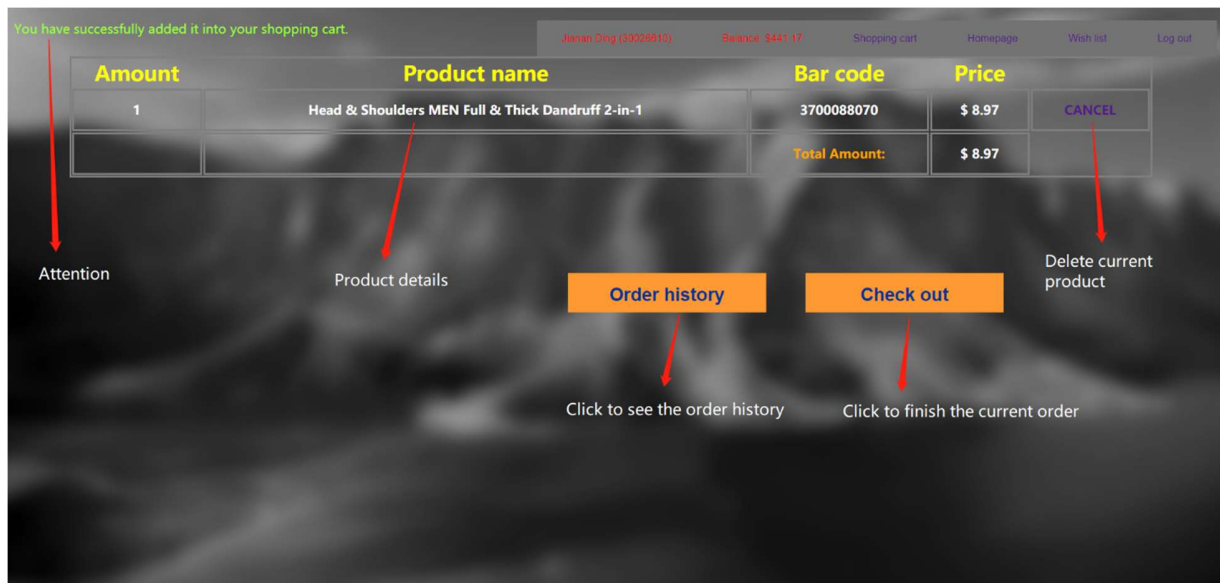 You have successfully added it into your shopping cart.
Jianan Ding (30026810) Balance: $441.17 Shopping cart Homepage Wish list Log out
Amount Product name Bar code Price
1 Head & Shoulders MEN Full & Thick Dandruff 2-in-1 3700088070 $ 8.97 CANCEL
Total Amount: $ 8.97
Attention
Product details
Delete current
product
Order history Check out
Click to see the order history Click to finish the current order